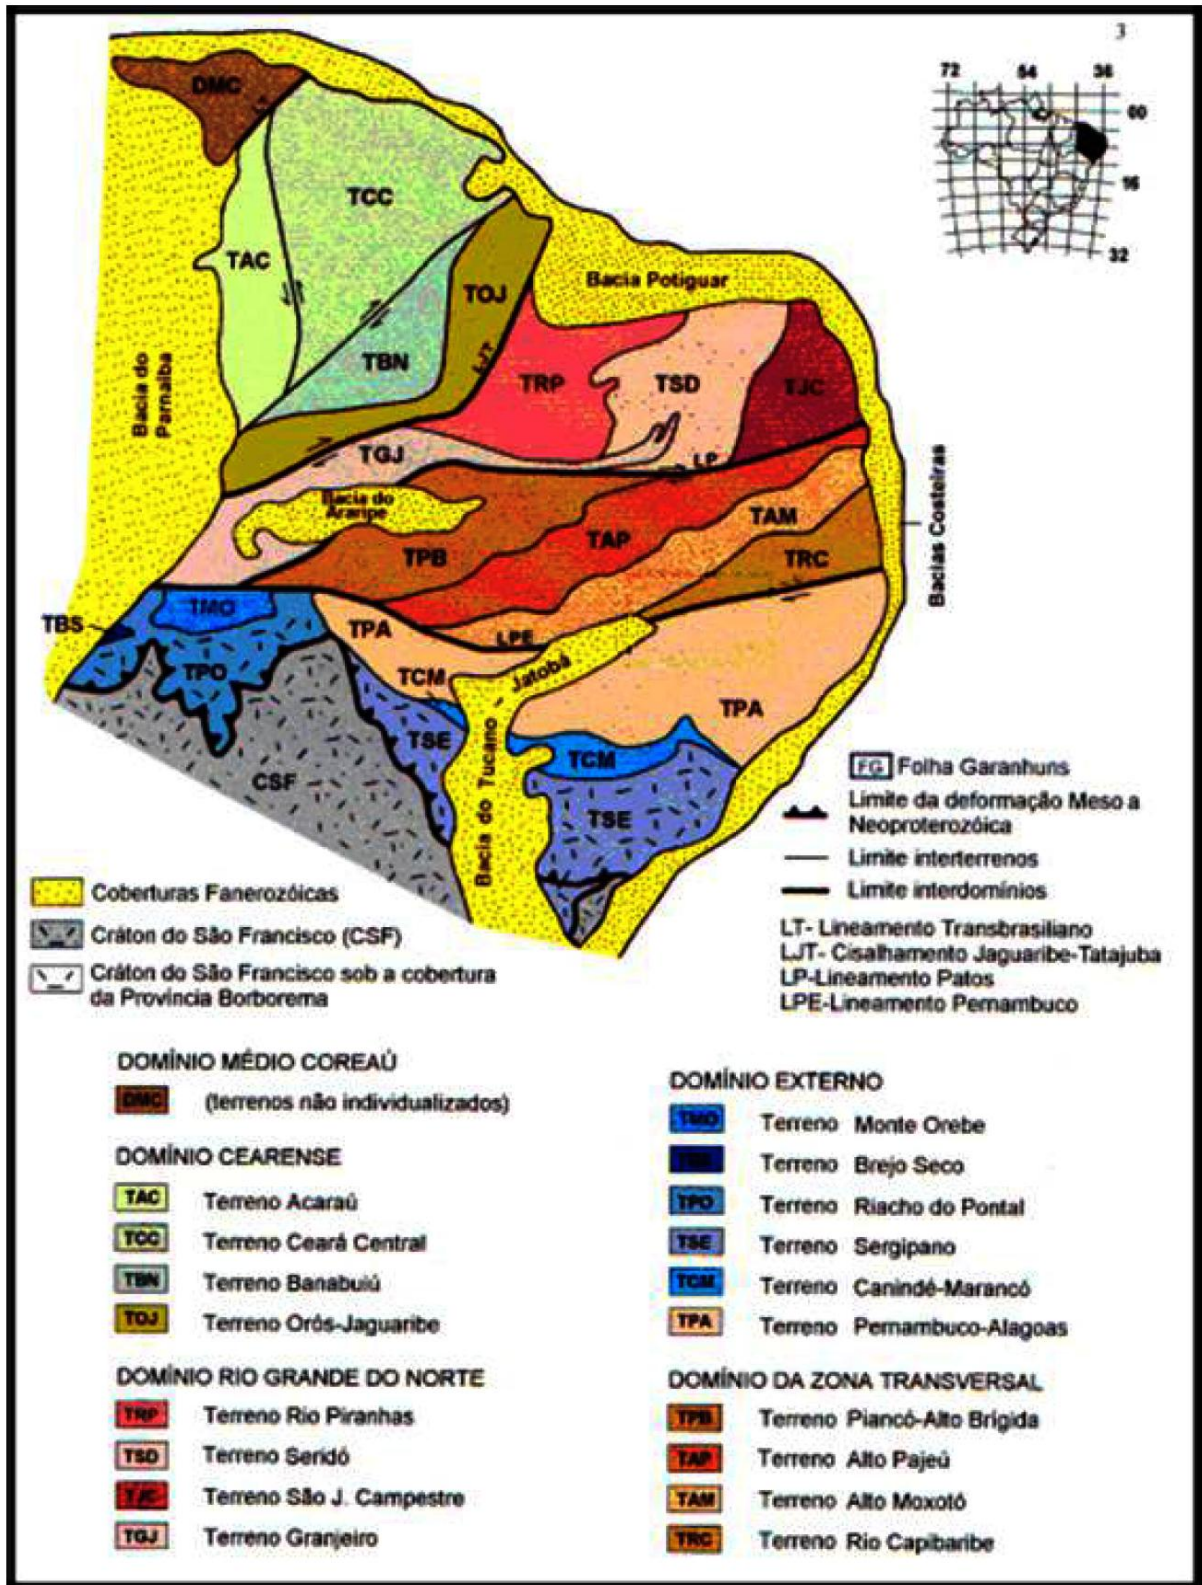 3
72 54 36
00
16
32
DMC
TCC
TAC
TOJ
TBN
LJT
Bacia Potiguar
Bacia do
Parnaíba
TRP
TSD
TJC
TGJ
LP
Bacia do
Araripe
TPB
TAP
TAM
TRC
Bacias Costeiras
TBS
TMO
TPO
TPA
LPE
TCM
Jatobá
TSE
CSF
Bacia do Tucano
TPA
TCM
TSE
FG Folha Garanhuns
Limite da deformação Meso a
Neoproterozóica
Limite interterrenos
Limite interdomínios
LT- Lineamento Transbrasiliano
LJT- Cisalhamento Jaguaribe-Tatajuba
LP-Lineamento Patos
LPE-Lineamento Pernambuco
Coberturas Fanerozóicas
Cráton do São Francisco (CSF)
Cráton do São Francisco sob a cobertura
da Província Borborema
DOMÍNIO MÉDIO COREAÚ
DMC (terrenos não individualizados)
DOMÍNIO CEARENSE
TAC Terreno Acaraú
TCC Terreno Ceará Central
TBN Terreno Banabuiú
TOJ Terreno Orós-Jaguaribe
DOMÍNIO RIO GRANDE DO NORTE
TRP Terreno Rio Piranhas
TSD Terreno Seridó
TJC Terreno São J. Campestre
TGJ Terreno Granjeiro
DOMÍNIO EXTERNO
TMO Terreno Monte Orebe
Terreno Brejo Seco
TPO Terreno Riacho do Pontal
TSE Terreno Sergipano
TCM Terreno Canindé-Marancó
TPA Terreno Pernambuco-Alagoas
DOMÍNIO DA ZONA TRANSVERSAL
TPB Terreno Piancó-Alto Brígida
TAP Terreno Alto Pajeú
TAM Terreno Alto Moxotó
TRC Terreno Rio Capibaribe